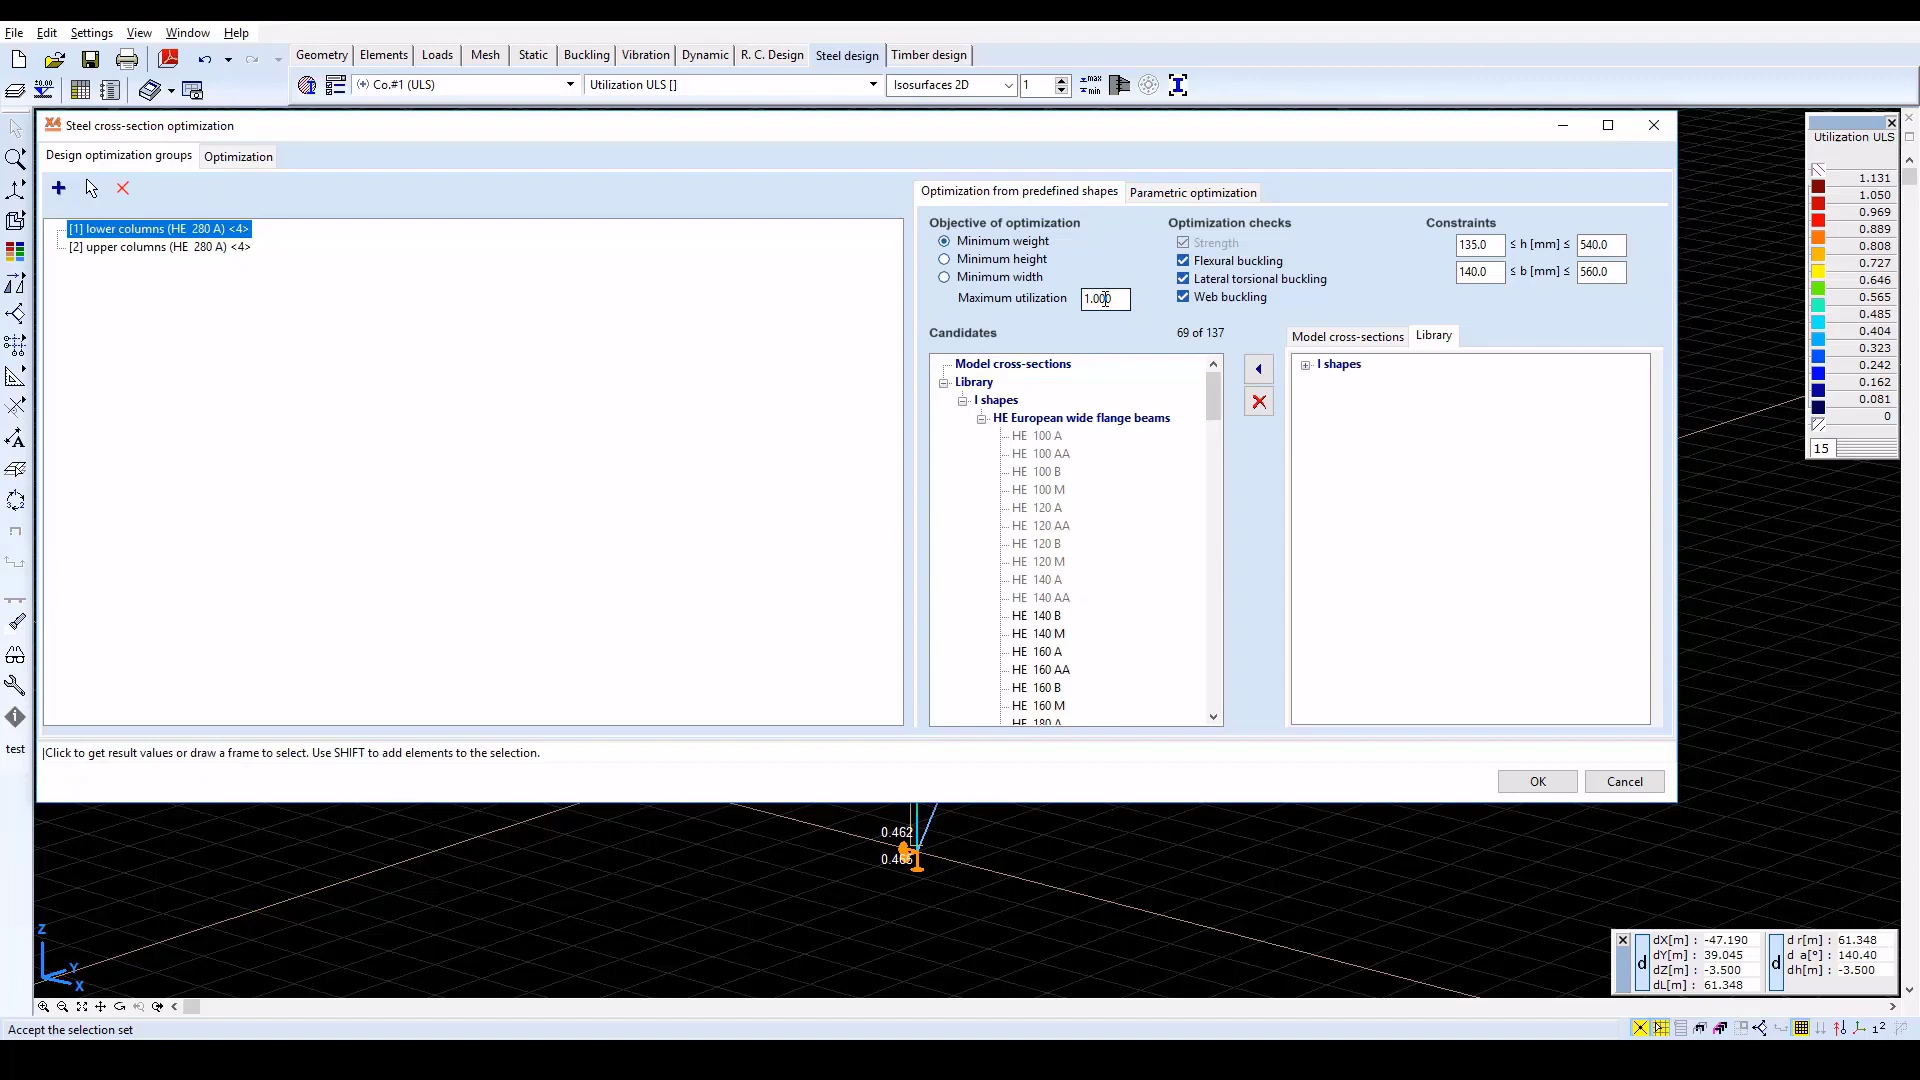 File Edit Settings View Window Help
Geometry Elements Loads Mesh Static Buckling Vibration Dynamic R. C. Design Steel design Timber design
Co.#1 (ULS) Utilization ULS [] Isosurfaces 2D 1
Steel cross-section optimization
Design optimization groups Optimization
[1] lower columns (HE 280 A) <4>
[2] upper columns (HE 280 A) <4>
Optimization from predefined shapes Parametric optimization
Objective of optimization Optimization checks Constraints
Minimum weight Strength 135.0 ≤ h [mm] ≤ 540.0
Minimum height Flexural buckling
Minimum width Lateral torsional buckling 140.0 ≤ b [mm] ≤ 560.0
Maximum utilization 1.000 Web buckling
Candidates 69 of 137 Model cross-sections Library
Model cross-sections
Library
I shapes
HE European wide flange beams
HE 100 A
HE 100 AA
HE 100 B
HE 100 M
HE 120 A
HE 120 AA
HE 120 B
HE 120 M
HE 140 A
HE 140 AA
HE 140 B
HE 140 M
HE 160 A
HE 160 AA
HE 160 B
HE 160 M
HE 180 A
I shapes
Click to get result values or draw a frame to select. Use SHIFT to add elements to the selection.
OK Cancel
Utilization ULS
1.131
1.050
0.969
0.889
0.808
0.727
0.646
0.565
0.485
0.404
0.323
0.242
0.162
0.081
0
15
test
0.462
0.465
Z
Y
X
d dX[m] : -47.190 d d r[m] : 61.348
dY[m] : 39.045 d a[°] : 140.40
dZ[m] : -3.500 dh[m] : -3.500
dL[m] : 61.348
Accept the selection set